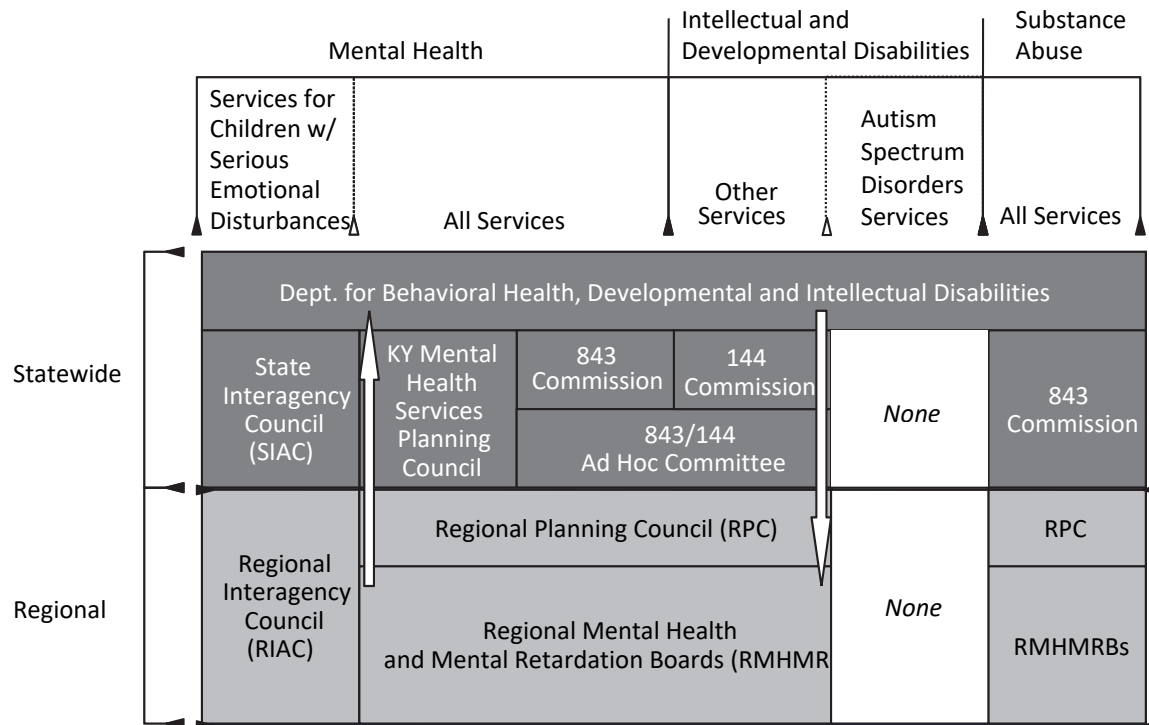 Mental Health
Intellectual and
Developmental Disabilities
Substance
Abuse
Services for
Children w/
Serious
Emotional
Disturbances
All Services
Other
Services
Autism
Spectrum
Disorders
Services
All Services
Statewide
Dept. for Behavioral Health, Developmental and Intellectual Disabilities
State
Interagency
Council
(SIAC)
KY Mental
Health
Services
Planning
Council
843
Commission
144
Commission
843/144
Ad Hoc Committee
None
843
Commission
Regional
Regional
Interagency
Council
(RIAC)
Regional Planning Council (RPC)
Regional Mental Health
and Mental Retardation Boards (RMHMR
None
RPC
RMHMRBs